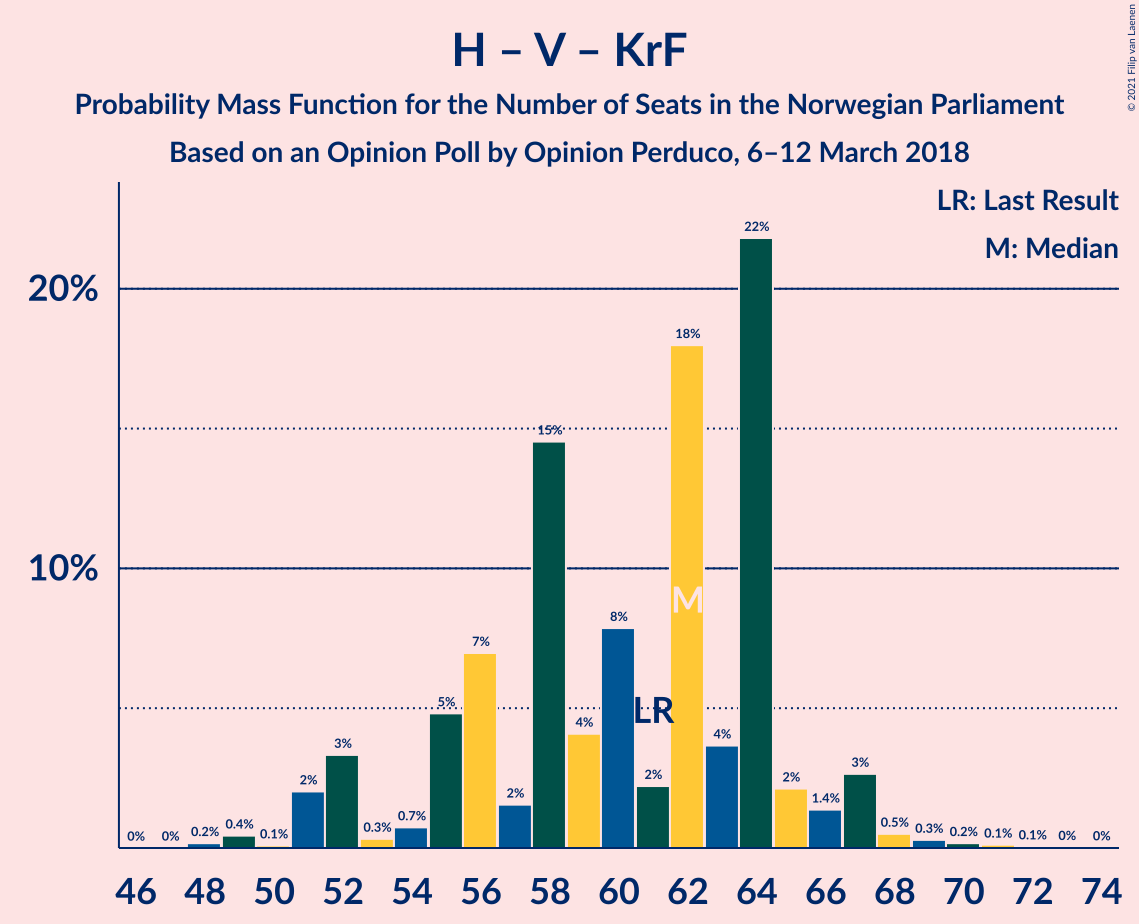 H – V – KrF
Probability Mass Function for the Number of Seats in the Norwegian Parliament
Based on an Opinion Poll by Opinion Perduco, 6–12 March 2018
© 2021 Filip van Laenen
LR: Last Result
M: Median
20%
10%
0% 0% 0.2% 0.4% 0.1% 2% 3% 0.3% 0.7% 5% 7% 2% 15% 4% 8% 2% 18% 4% 22% 2% 1.4% 3% 0.5% 0.3% 0.2% 0.1% 0.1% 0% 0%
M
LR
46 48 50 52 54 56 58 60 62 64 66 68 70 72 74